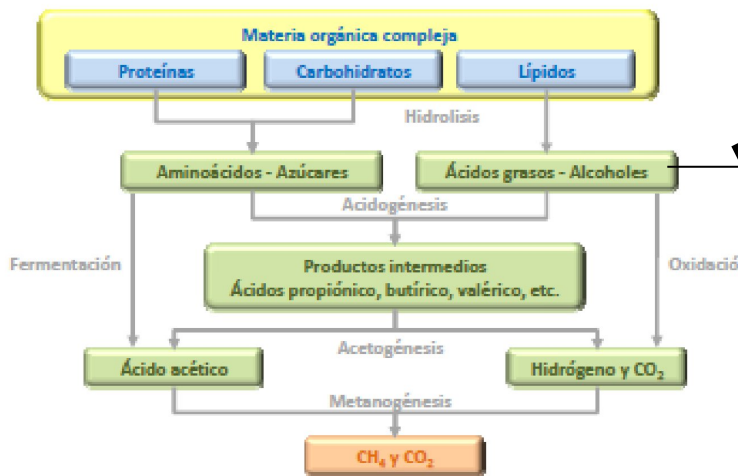 Materia orgánica compleja
Proteínas
Carbohidratos
Lípidos
Hidrolisis
Aminoácidos - Azúcares
Ácidos grasos - Alcoholes
Acidogénesis
Fermentación
Productos intermedios
Ácidos propiónico, butírico, valérico, etc.
Oxidació
Acetogénesis
Ácido acético
Hidrógeno y CO₂
Metanogénesis
CH₄ y CO₂